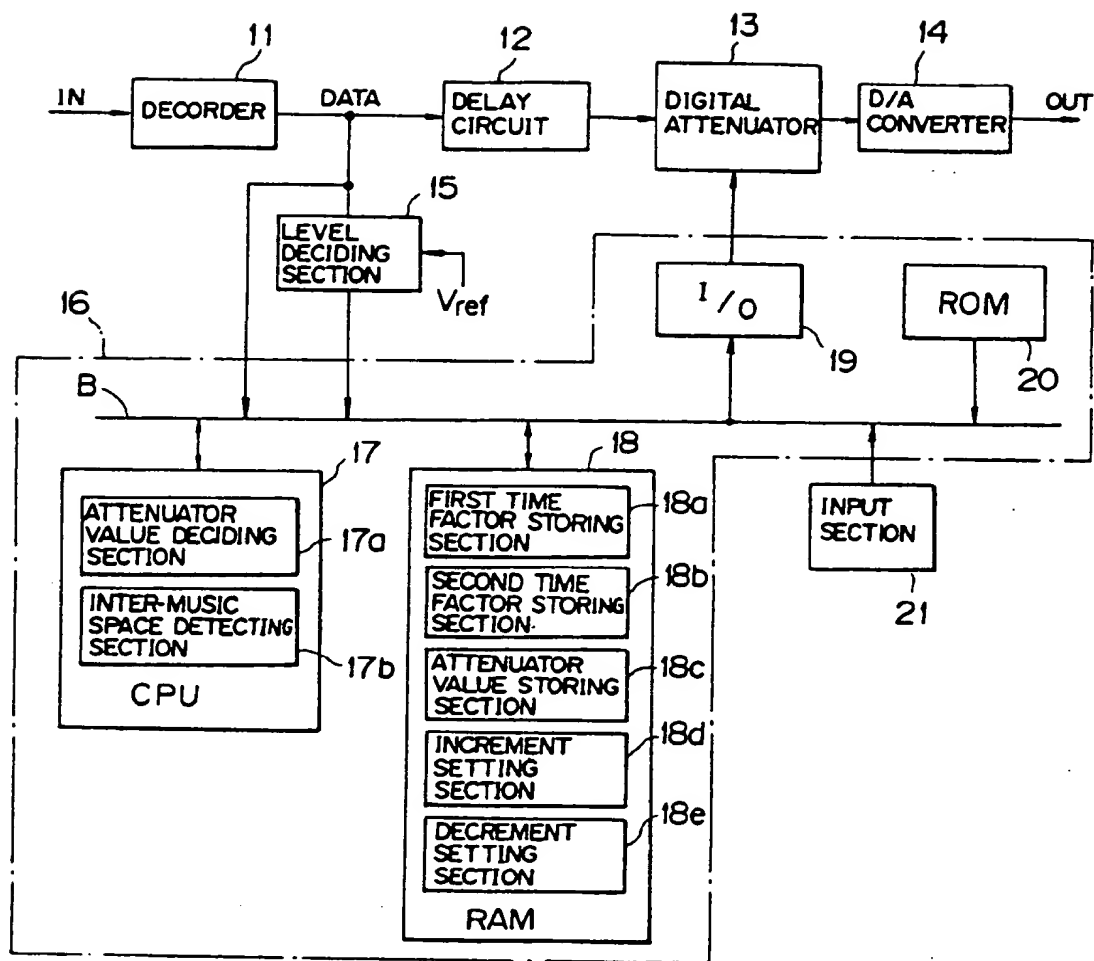 11
12
13
14
IN
DECORDER
DATA
DELAY
CIRCUIT
DIGITAL
ATTENUATOR
D/A
CONVERTER
OUT
15
LEVEL
DECIDING
SECTION
Vref
16
I/O
19
ROM
20
B
17
ATTENUATOR
VALUE DECIDING
SECTION
17a
INTER-MUSIC
SPACE DETECTING
SECTION
17b
CPU
18
FIRST TIME
FACTOR STORING
SECTION
18a
SECOND TIME
FACTOR STORING
SECTION.
18b
ATTENUATOR
VALUE STORING
SECTION
18c
INCREMENT
SETTING
SECTION
18d
DECREMENT
SETTING
SECTION
18e
RAM
INPUT
SECTION
21